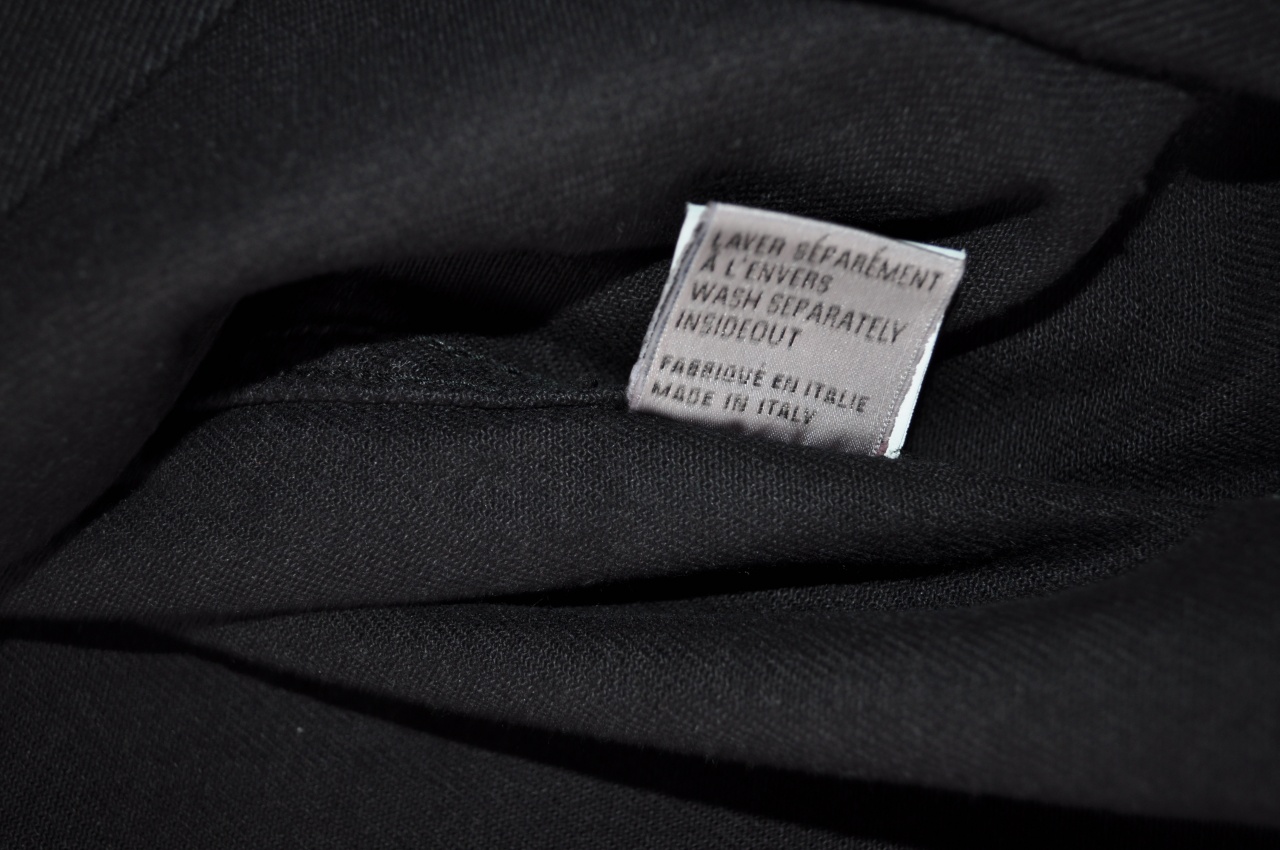 LAVER SÉPARÉMENT
À L'ENVERS
WASH SEPARATELY
INSIDEOUT
FABRIQUÉ EN ITALIE
MADE IN ITALY